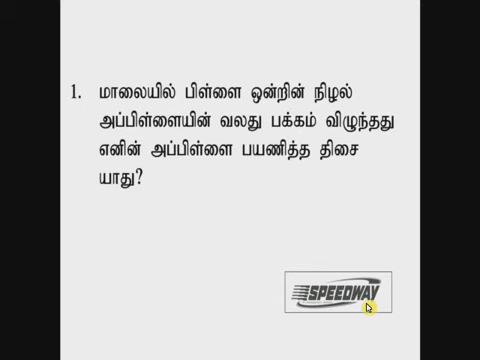 1. மாலையில் பிள்ளை ஒன்றின் நிழல்
அப்பிள்ளையின் வலது பக்கம் விழுந்தது
எனின் அப்பிள்ளை பயணித்த திசை
யாது?
SPEEDWAY